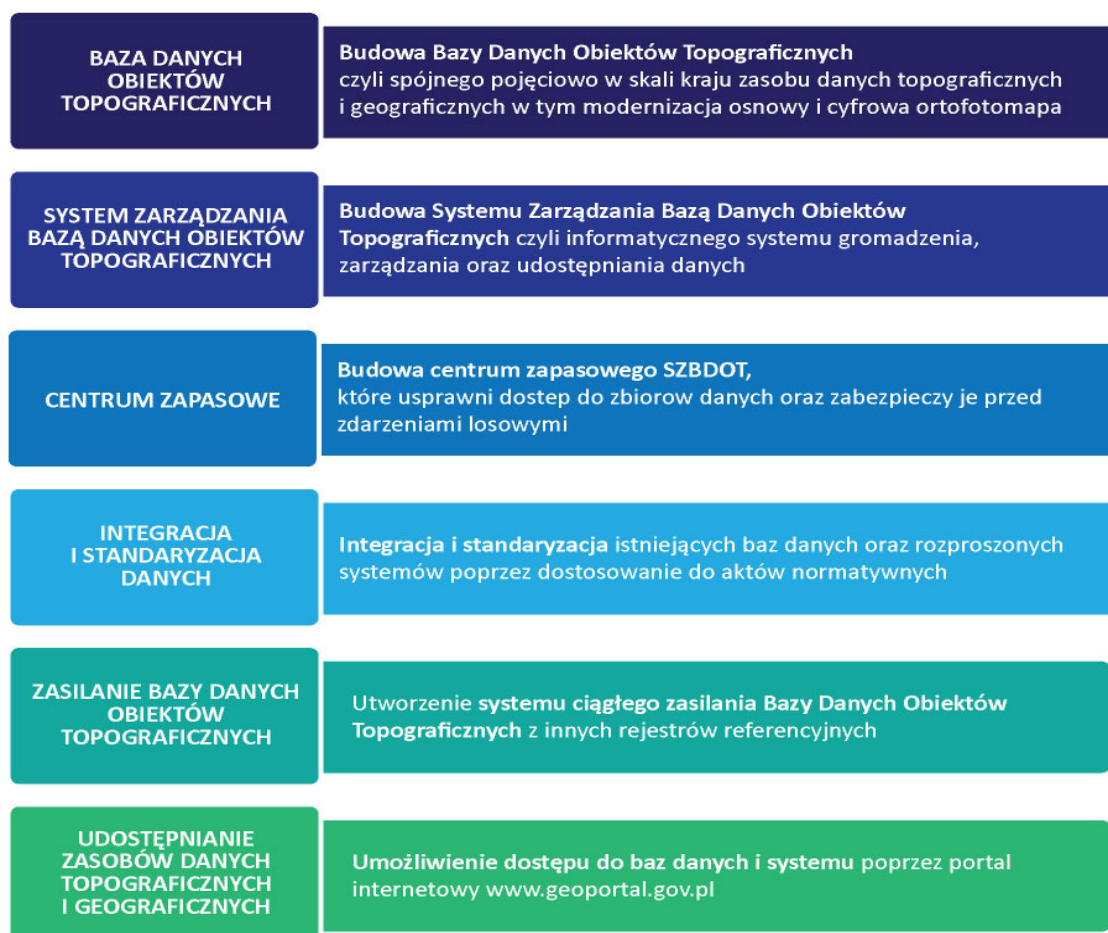 BAZA DANYCH
OBIEKTÓW
TOPOGRAFICZNYCH
Budowa Bazy Danych Obiektów Topograficznych
czyli spójnego pojęciowo w skali kraju zasobu danych topograficznych
i geograficznych w tym modernizacja osnowy i cyfrowa ortofotomapa
SYSTEM ZARZĄDZANIA
BAZĄ DANYCH OBIEKTÓW
TOPOGRAFICZNYCH
Budowa Systemu Zarządzania Bazą Danych Obiektów
Topograficznych czyli informatycznego systemu gromadzenia,
zarządzania oraz udostępniania danych
CENTRUM ZAPASOWE
Budowa centrum zapasowego SZBDOT,
które usprawni dostep do zbiorow danych oraz zabezpieczy je przed
zdarzeniami losowymi
INTEGRACJA
I STANDARYZACJA
DANYCH
Integracja i standaryzacja istniejących baz danych oraz rozproszonych
systemów poprzez dostosowanie do aktów normatywnych
ZASILANIE BAZY DANYCH
OBIEKTÓW
TOPOGRAFICZNYCH
Utworzenie systemu ciągłego zasilania Bazy Danych Obiektów
Topograficznych z innych rejestrów referencyjnych
UDOSTĘPNIANIE
ZASOBÓW DANYCH
TOPOGRAFICZNYCH
I GEOGRAFICZNYCH
Umożliwienie dostępu do baz danych i systemu poprzez portal
internetowy www.geoportal.gov.pl